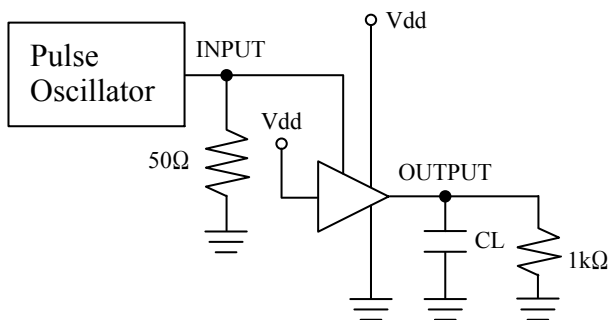 Vdd
Pulse
Oscillator
INPUT
Vdd
50Ω
OUTPUT
CL
1kΩ